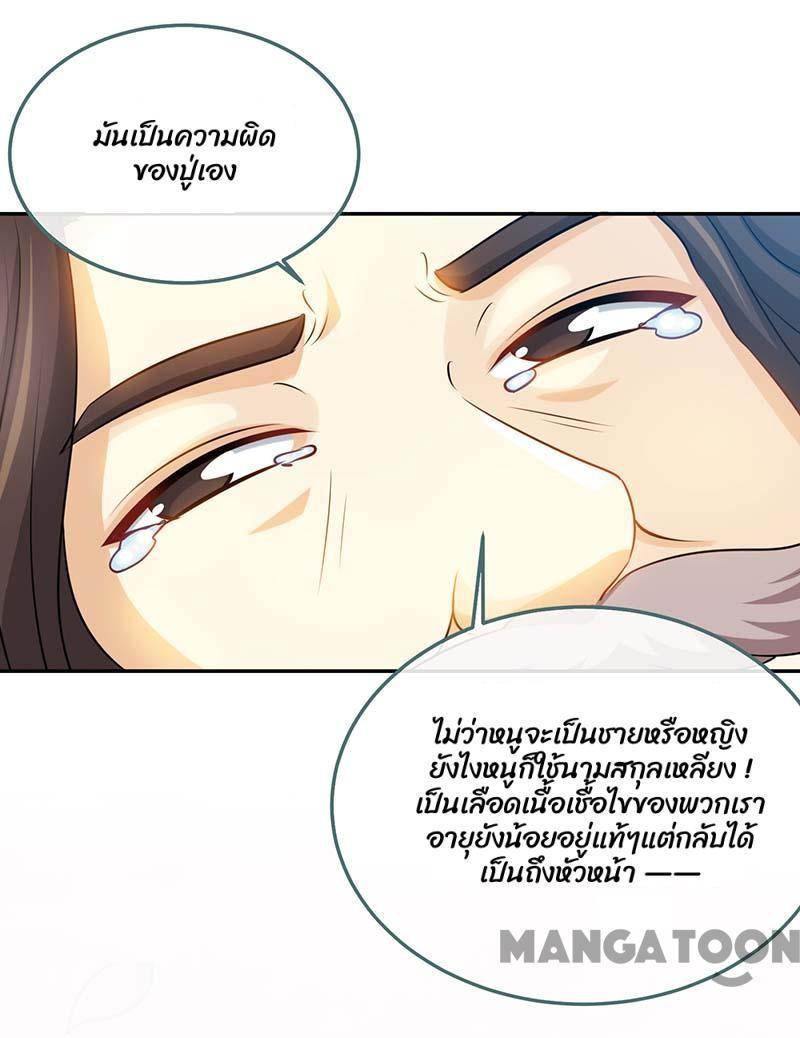 มันเป็นความผิด
ของปู่เอง
ไม่ว่าหนูจะเป็นชายหรือหญิง
ยังไงหนูก็ใช้นามสกุลเหลียง !
เป็นเลือดเนื้อเชื้อไขของพวกเรา
อายุยังน้อยอยู่แท้ๆแต่กลับได้
เป็นถึงหัวหน้า ——
MANGATOON